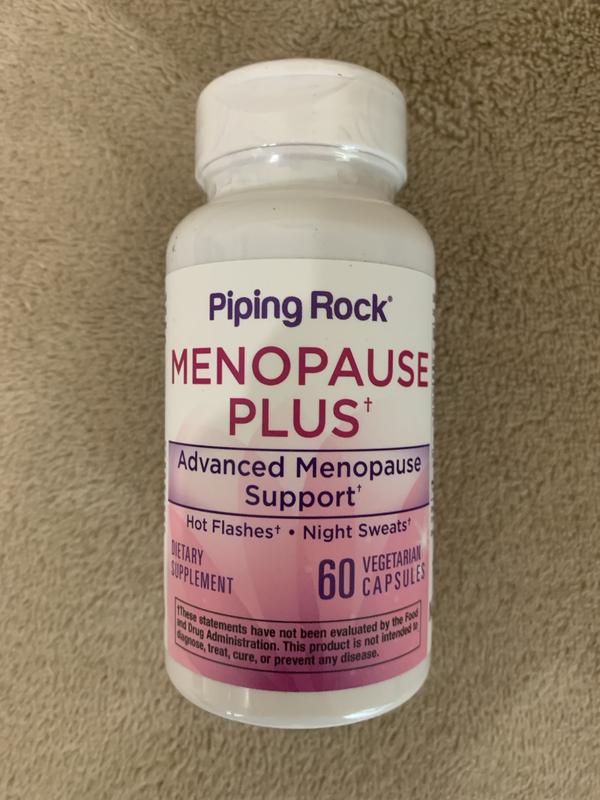 Piping Rock®
MENOPAUSE
PLUS†
Advanced Menopause
Support†
Hot Flashes† • Night Sweats†
DIETARY
SUPPLEMENT
60 VEGETARIAN
CAPSULES
†These statements have not been evaluated by the Food
and Drug Administration. This product is not intended to
diagnose, treat, cure, or prevent any disease.